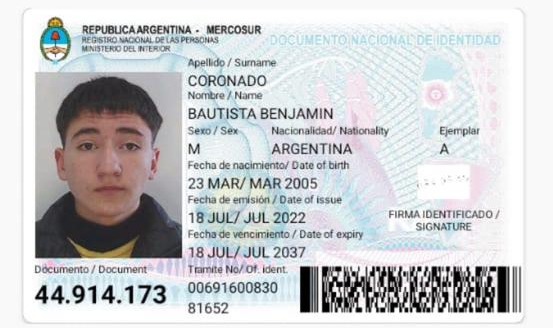 REPUBLICA ARGENTINA - MERCOSUR
REGISTRO NACIONAL DE LAS PERSONAS
MINISTERIO DEL INTERIOR
DOCUMENTO NACIONAL DE IDENTIDAD
Apellido / Surname
CORONADO
Nombre / Name
BAUTISTA BENJAMIN
Sexo / Sex Nacionalidad/ Nationality Ejemplar
M ARGENTINA A
Fecha de nacimiento/ Date of birth
23 MAR/ MAR 2005
Fecha de emisión / Date of issue
18 JUL/ JUL 2022
FIRMA IDENTIFICADO /
SIGNATURE
Fecha de vencimiento / Date of expiry
18 JUL/ JUL 2037
Documento / Document
44.914.173
Tramite No/ Of. ident.
00691600830
81652